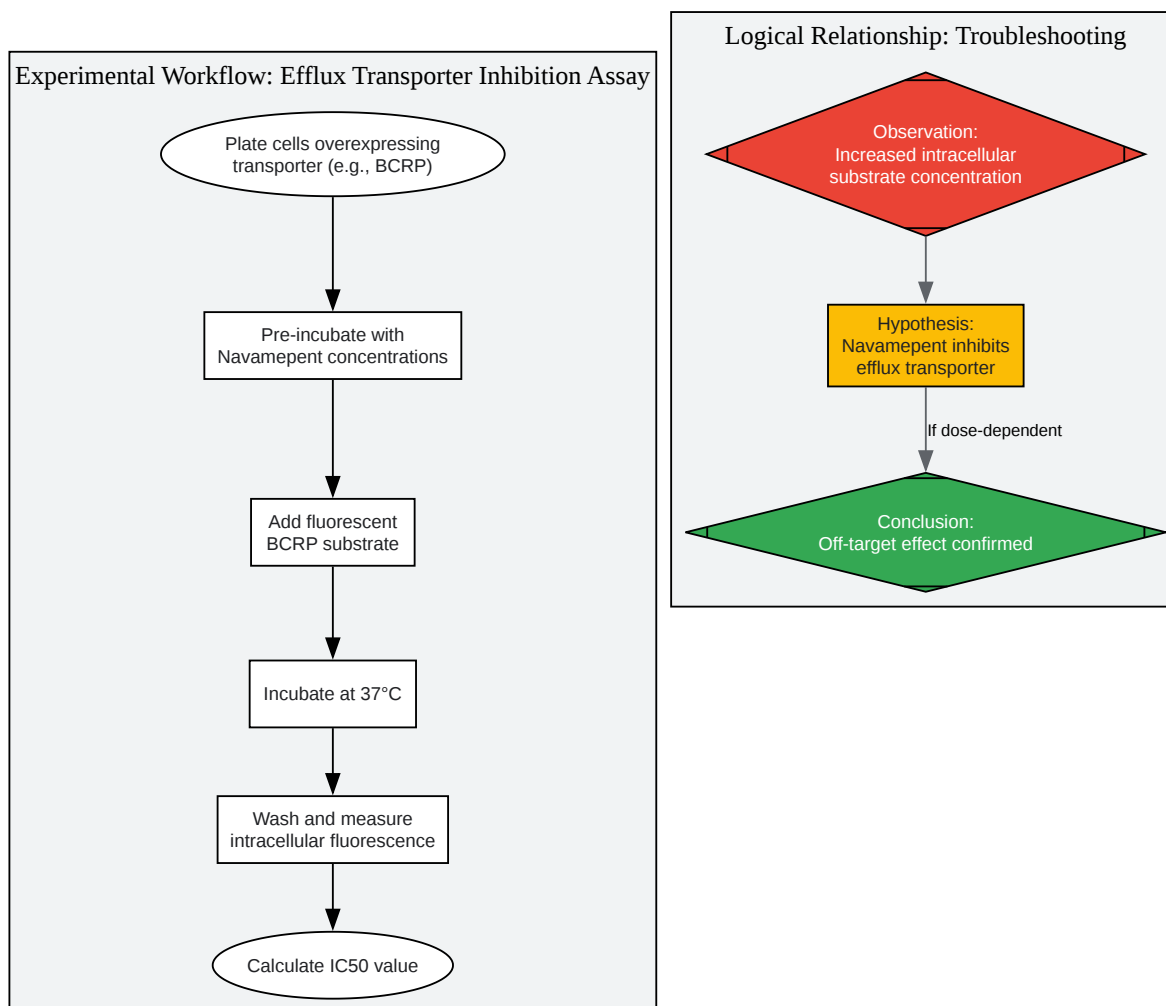 Experimental Workflow: Efflux Transporter Inhibition Assay
Plate cells overexpressing
transporter (e.g., BCRP)
Pre-incubate with
Navamepent concentrations
Add fluorescent
BCRP substrate
Incubate at 37°C
Wash and measure
intracellular fluorescence
Calculate IC50 value
Logical Relationship: Troubleshooting
Observation:
Increased intracellular
substrate concentration
Hypothesis:
Navamepent inhibits
efflux transporter
If dose-dependent
Conclusion:
Off-target effect confirmed